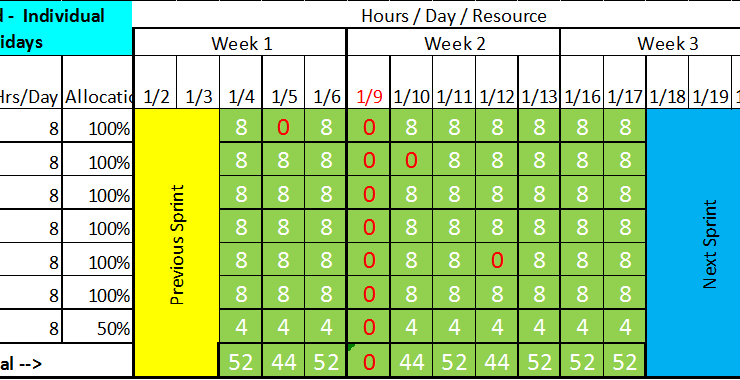 d - Individual Hours / Day / Resource
idays Week 1 Week 2 Week 3
Hrs/Day Allocatic 1/2 1/3 1/4 1/5 1/6 1/9 1/10 1/11 1/12 1/13 1/16 1/17 1/18 1/19 1
8 100% 8 0 8 0 8 8 8 8 8 8
8 100% 8 8 8 0 0 8 8 8 8 8
8 100% 8 8 8 0 8 8 8 8 8 8
8 100% 8 8 8 0 8 8 8 8 8 8
8 100% 8 8 8 0 8 8 0 8 8 8
8 100% 8 8 8 0 8 8 8 8 8 8
8 50% 4 4 4 0 4 4 4 4 4 4
al --> 52 44 52 0 44 52 44 52 52 52
Previous Sprint
Next Sprint